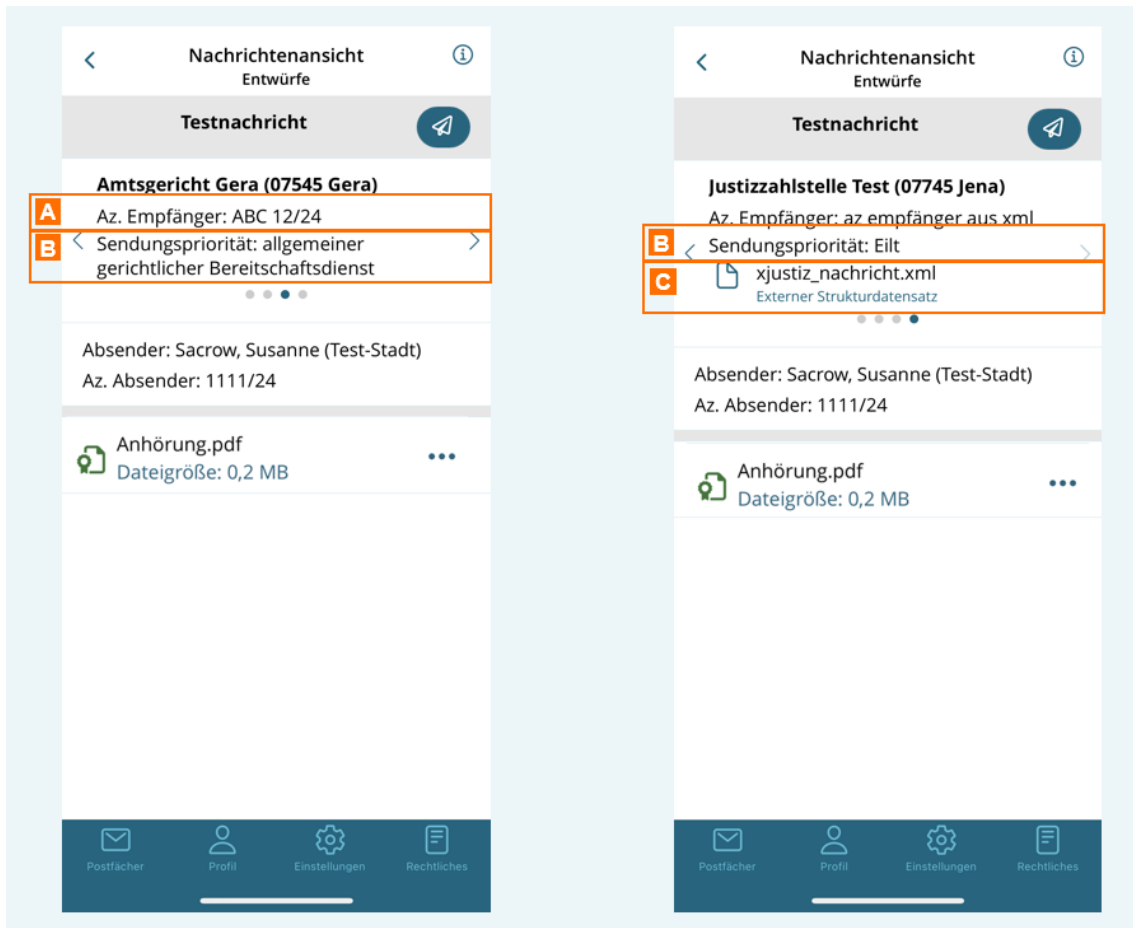 Nachrichtenansicht
Entwürfe
Testnachricht
Amtsgericht Gera (07545 Gera)
A
Az. Empfänger: ABC 12/24
B
Sendungspriorität: allgemeiner
gerichtlicher Bereitschaftsdienst
Absender: Sacrow, Susanne (Test-Stadt)
Az. Absender: 1111/24
Anhörung.pdf
Dateigröße: 0,2 MB
Postfächer Profil Einstellungen Rechtliches
Nachrichtenansicht
Entwürfe
Testnachricht
Justizzahlstelle Test (07745 Jena)
Az. Empfänger: az empfänger aus xml
B
Sendungspriorität: Eilt
C
xjustiz_nachricht.xml
Externer Strukturdatensatz
Absender: Sacrow, Susanne (Test-Stadt)
Az. Absender: 1111/24
Anhörung.pdf
Dateigröße: 0,2 MB
Postfächer Profil Einstellungen Rechtliches